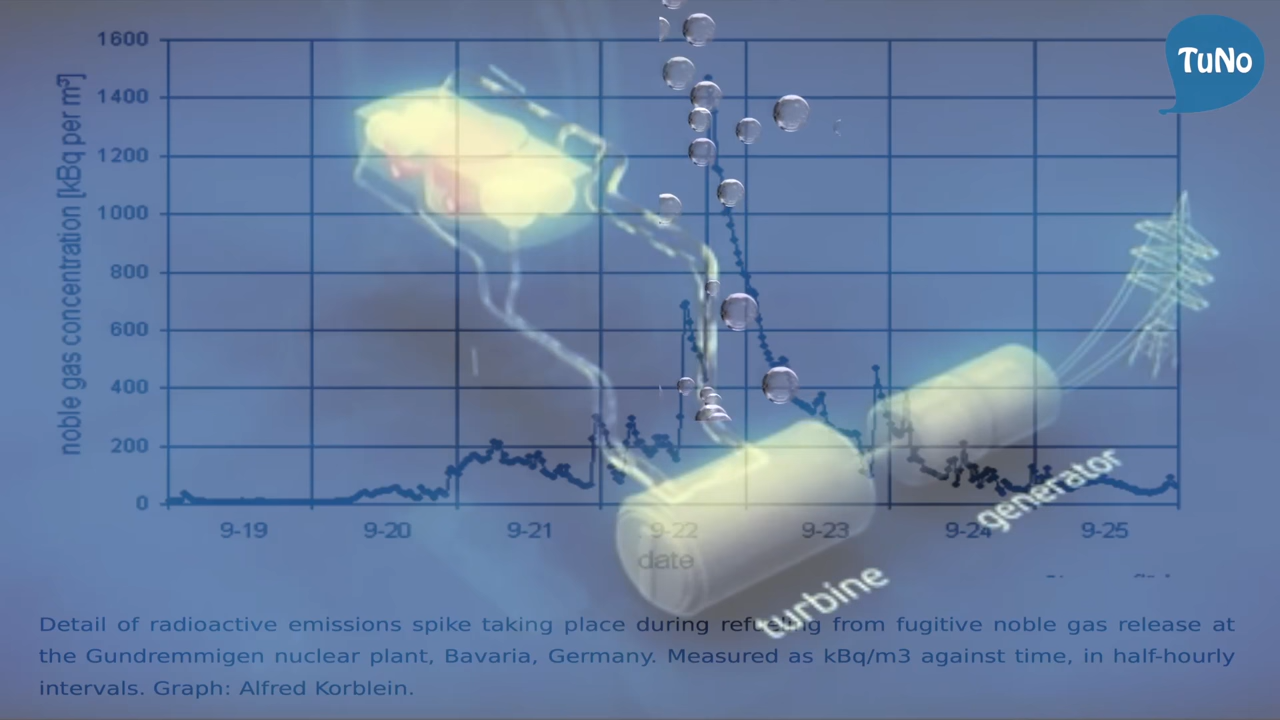 TuNo
1600
1400
1200
1000
800
600
400
200
0
noble gas concentration [kBq per m³]
9-19 9-20 9-21 9-22 9-23 9-24 9-25
date
generator
turbine
Detail of radioactive emissions spike taking place during refueling from fugitive noble gas release at
the Gundremmigen nuclear plant, Bavaria, Germany. Measured as kBq/m3 against time, in half-hourly
intervals. Graph: Alfred Korblein.